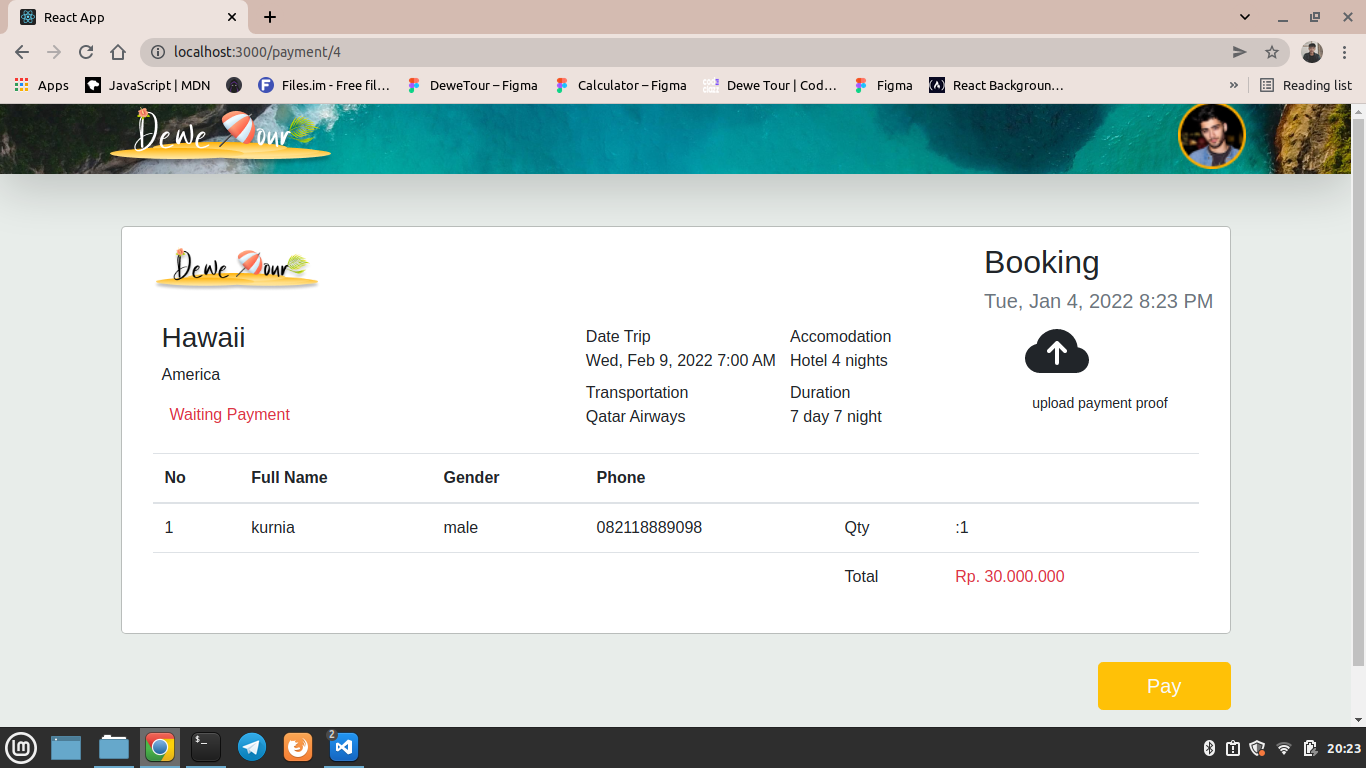 React App
localhost:3000/payment/4
Apps
JavaScript | MDN
Files.im - Free fil…
DeweTour – Figma
Calculator – Figma
Dewe Tour | Cod…
Figma
React Backgroun…
»
Reading list
Dewe Tour
Dewe Tour
Booking
Tue, Jan 4, 2022 8:23 PM
Hawaii
America
Waiting Payment
Date Trip
Wed, Feb 9, 2022 7:00 AM
Accomodation
Hotel 4 nights
Transportation
Qatar Airways
Duration
7 day 7 night
upload payment proof
No Full Name Gender Phone
1 kurnia male 082118889098 Qty :1
Total Rp. 30.000.000
Pay
2
20:23